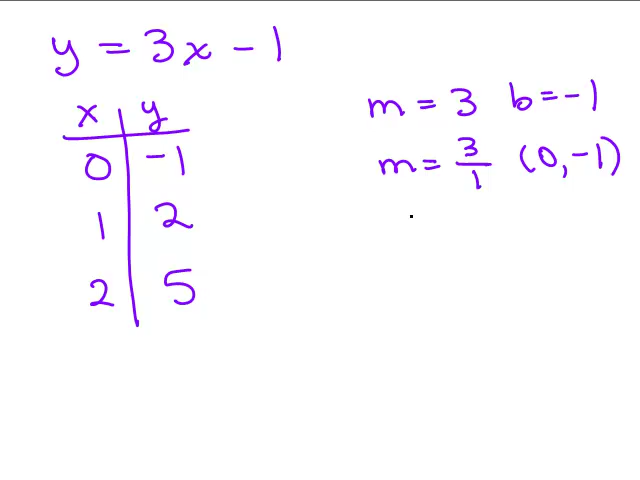 y = 3x - 1
x y
0 -1
1 2
2 5
m = 3 b = -1
m = 3/1 (0, -1)